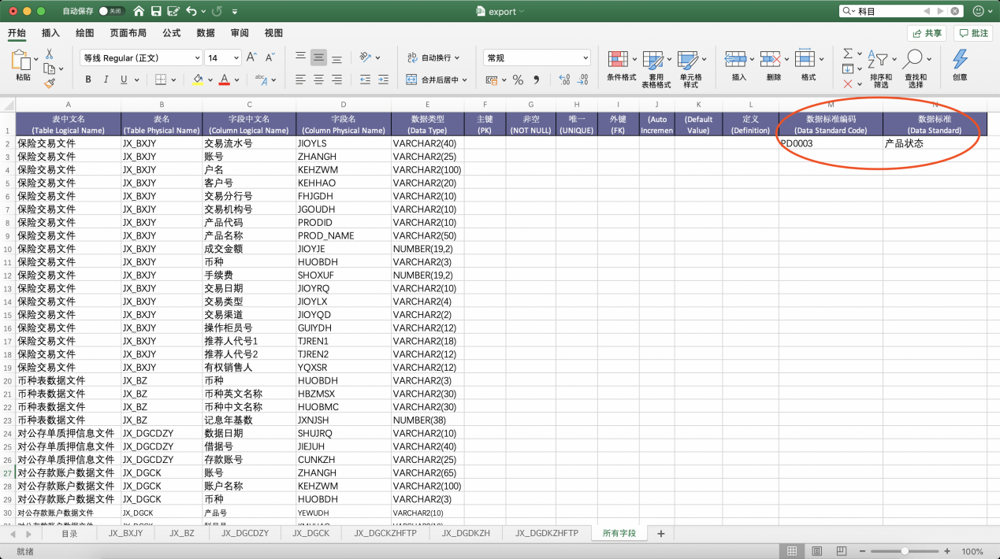 自动保存 关闭 export 科目
开始 插入 绘图 页面布局 公式 数据 审阅 视图 共享 批注
粘贴 等线 Regular (正文) 14 自动换行 常规 条件格式 套用 表格格式 单元格 样式 插入 删除 格式 排序和 筛选 查找和 选择 创意
B I U 合并后居中
A B C D E F G H I J K L M N
表中文名 表名 字段中文名 字段名 数据类型 主键 非空 唯一 外键 (Auto (Default 定义 数据标准编码 数据标准
1 (Table Logical Name) (Table Physical Name) (Column Logical Name) (Column Physical Name) (Data Type) (PK) (NOT NULL) (UNIQUE) (FK) Incremen Value) (Definition) (Data Standard Code) (Data Standard)
2 保险交易文件 JX_BXJY 交易流水号 JIOYLS VARCHAR2(40) PD0003 产品状态
3 保险交易文件 JX_BXJY 账号 ZHANGH VARCHAR2(25)
4 保险交易文件 JX_BXJY 户名 KEHZWM VARCHAR2(100)
5 保险交易文件 JX_BXJY 客户号 KEHHAO VARCHAR2(20)
6 保险交易文件 JX_BXJY 交易分行号 FHJGDH VARCHAR2(10)
7 保险交易文件 JX_BXJY 交易机构号 JGOUDH VARCHAR2(10)
8 保险交易文件 JX_BXJY 产品代码 PRODID VARCHAR2(10)
9 保险交易文件 JX_BXJY 产品名称 PROD_NAME VARCHAR2(50)
10 保险交易文件 JX_BXJY 成交金额 JIOYJE NUMBER(19,2)
11 保险交易文件 JX_BXJY 币种 HUOBDH VARCHAR2(3)
12 保险交易文件 JX_BXJY 手续费 SHOXUF NUMBER(19,2)
13 保险交易文件 JX_BXJY 交易日期 JIOYRQ VARCHAR2(10)
14 保险交易文件 JX_BXJY 交易类型 JIOYLX VARCHAR2(4)
15 保险交易文件 JX_BXJY 交易渠道 JIOYQD VARCHAR2(2)
16 保险交易文件 JX_BXJY 操作柜员号 GUIYDH VARCHAR2(12)
17 保险交易文件 JX_BXJY 推荐人代号1 TJREN1 VARCHAR2(18)
18 保险交易文件 JX_BXJY 推荐人代号2 TJREN2 VARCHAR2(12)
19 保险交易文件 JX_BXJY 有权销售人 YQXSR VARCHAR2(12)
20 币种表数据文件 JX_BZ 币种 HUOBDH VARCHAR2(3)
21 币种表数据文件 JX_BZ 币种英文名称 HBZMSX VARCHAR2(30)
22 币种表数据文件 JX_BZ 币种中文名称 HUOBMC VARCHAR2(30)
23 币种表数据文件 JX_BZ 记息年基数 JXNJSH NUMBER(38)
24 对公存单质押信息文件 JX_DGCDZY 数据日期 SHUJRQ VARCHAR2(10)
25 对公存单质押信息文件 JX_DGCDZY 借据号 JIEJUH VARCHAR2(40)
26 对公存单质押信息文件 JX_DGCDZY 存款账号 CUNKZH VARCHAR2(25)
27 对公存款账户数据文件 JX_DGCK 账号 ZHANGH VARCHAR2(65)
28 对公存款账户数据文件 JX_DGCK 账户名称 KEHZWM VARCHAR2(100)
29 对公存款账户数据文件 JX_DGCK 币种 HUOBDH VARCHAR2(3)
30 对公存款账户数据文件 JX_DGCK 产品号 YEWUDH VARCHAR2(10)
目录 JX_BXJY JX_BZ JX_DGCDZY JX_DGCK JX_DGCKZHFTP JX_DGDKZH JX_DGDKZHFTP 所有字段
就绪 100%